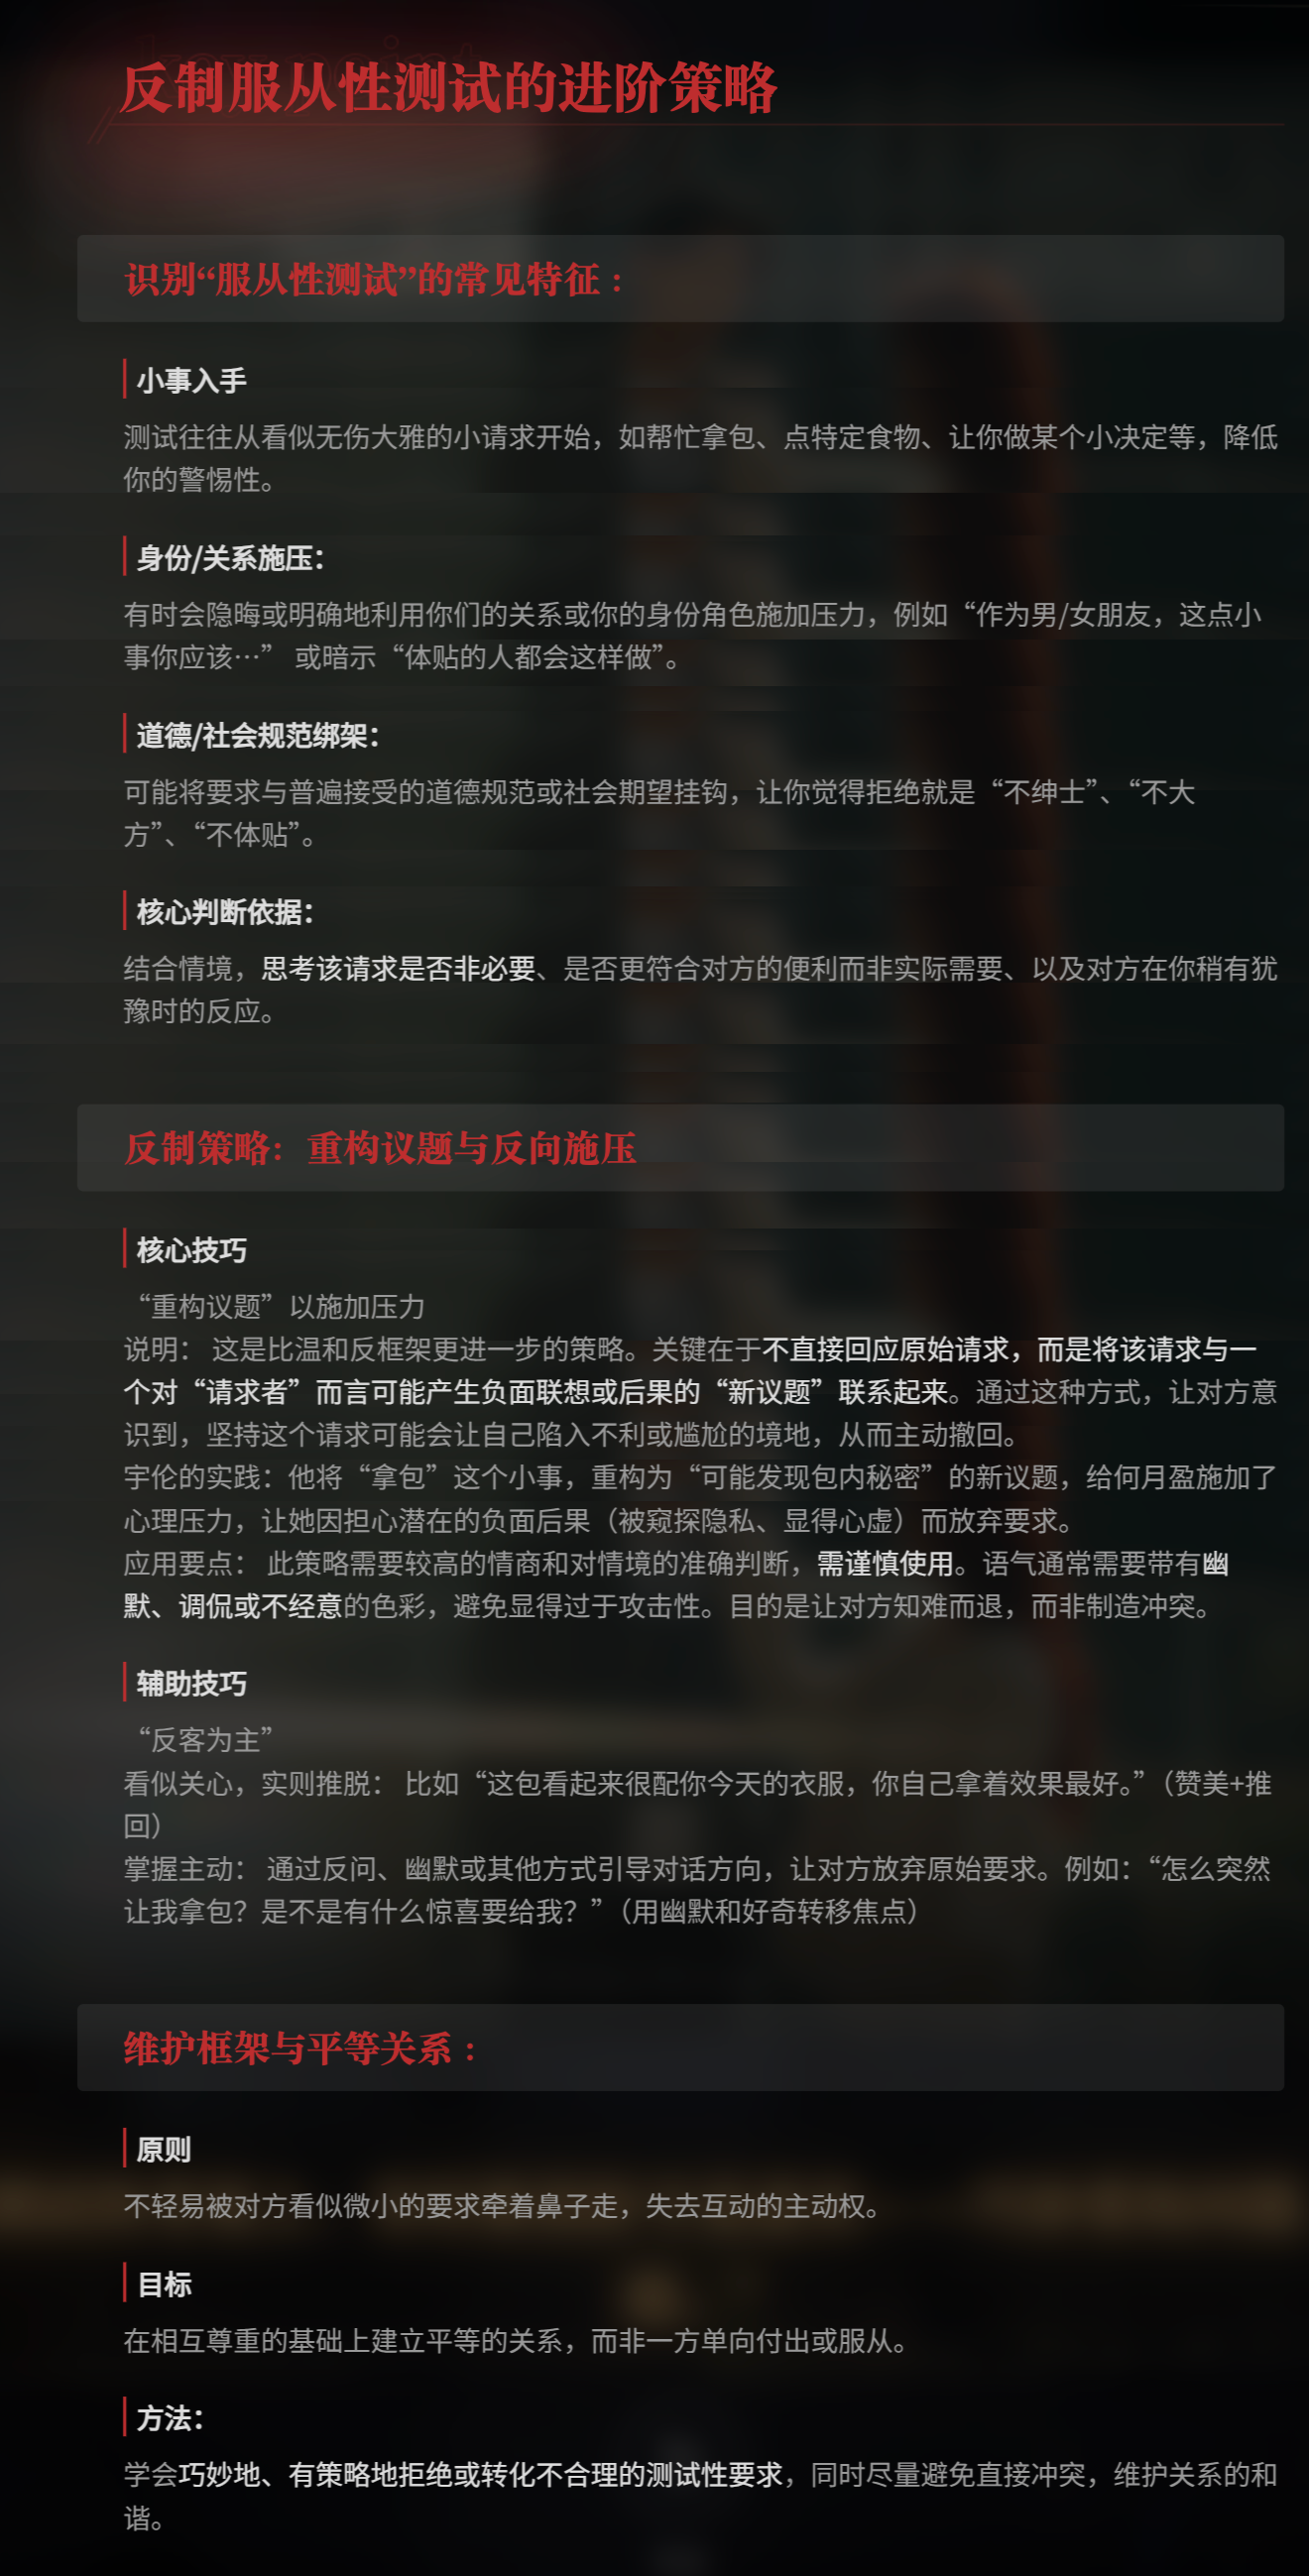 反制服从性测试的进阶策略
识别“服从性测试”的常见特征：
小事入手
测试往往从看似无伤大雅的小请求开始，如帮忙拿包、点特定食物、让你做某个小决定等，降低
你的警惕性。
身份/关系施压：
有时会隐晦或明确地利用你们的关系或你的身份角色施加压力，例如“作为男/女朋友，这点小
事你应该…” 或暗示“体贴的人都会这样做”。
道德/社会规范绑架：
可能将要求与普遍接受的道德规范或社会期望挂钩，让你觉得拒绝就是“不绅士”、“不大
方”、“不体贴”。
核心判断依据：
结合情境，思考该请求是否非必要、是否更符合对方的便利而非实际需要、以及对方在你稍有犹
豫时的反应。
反制策略：重构议题与反向施压
核心技巧
“重构议题”以施加压力
说明： 这是比温和反框架更进一步的策略。关键在于不直接回应原始请求，而是将该请求与一
个对“请求者”而言可能产生负面联想或后果的“新议题”联系起来。通过这种方式，让对方意
识到，坚持这个请求可能会让自己陷入不利或尴尬的境地，从而主动撤回。
宇伦的实践：他将“拿包”这个小事，重构为“可能发现包内秘密”的新议题，给何月盈施加了
心理压力，让她因担心潜在的负面后果（被窥探隐私、显得心虚）而放弃要求。
应用要点： 此策略需要较高的情商和对情境的准确判断，需谨慎使用。语气通常需要带有幽
默、调侃或不经意的色彩，避免显得过于攻击性。目的是让对方知难而退，而非制造冲突。
辅助技巧
“反客为主”
看似关心，实则推脱： 比如“这包看起来很配你今天的衣服，你自己拿着效果最好。”（赞美+推
回）
掌握主动： 通过反问、幽默或其他方式引导对话方向，让对方放弃原始要求。例如：“怎么突然
让我拿包？是不是有什么惊喜要给我？”（用幽默和好奇转移焦点）
维护框架与平等关系：
原则
不轻易被对方看似微小的要求牵着鼻子走，失去互动的主动权。
目标
在相互尊重的基础上建立平等的关系，而非一方单向付出或服从。
方法：
学会巧妙地、有策略地拒绝或转化不合理的测试性要求，同时尽量避免直接冲突，维护关系的和
谐。